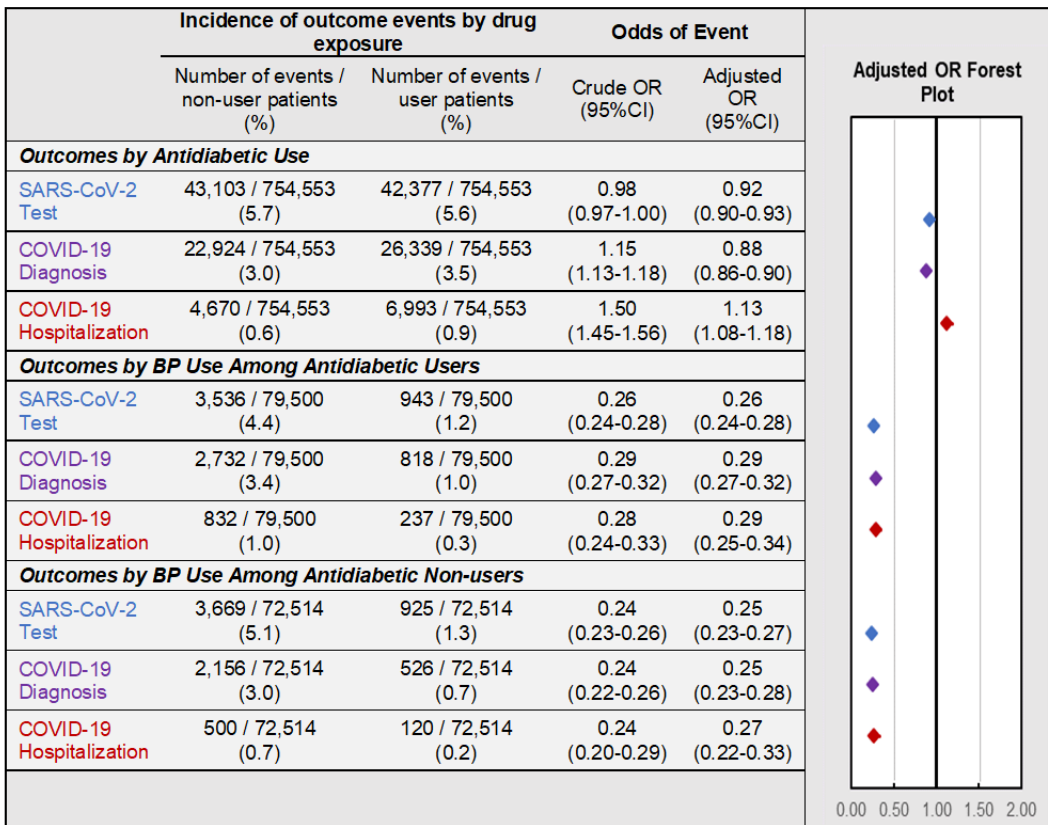 Incidence of outcome events by drug
exposure
Odds of Event
Number of events /
non-user patients
(%)
Number of events /
user patients
(%)
Crude OR
(95%CI)
Adjusted
OR
(95%CI)
Adjusted OR Forest
Plot
Outcomes by Antidiabetic Use
SARS-CoV-2
Test
43,103 / 754,553
(5.7)
42,377 / 754,553
(5.6)
0.98
(0.97-1.00)
0.92
(0.90-0.93)
COVID-19
Diagnosis
22,924 / 754,553
(3.0)
26,339 / 754,553
(3.5)
1.15
(1.13-1.18)
0.88
(0.86-0.90)
COVID-19
Hospitalization
4,670 / 754,553
(0.6)
6,993 / 754,553
(0.9)
1.50
(1.45-1.56)
1.13
(1.08-1.18)
Outcomes by BP Use Among Antidiabetic Users
SARS-CoV-2
Test
3,536 / 79,500
(4.4)
943 / 79,500
(1.2)
0.26
(0.24-0.28)
0.26
(0.24-0.28)
COVID-19
Diagnosis
2,732 / 79,500
(3.4)
818 / 79,500
(1.0)
0.29
(0.27-0.32)
0.29
(0.27-0.32)
COVID-19
Hospitalization
832 / 79,500
(1.0)
237 / 79,500
(0.3)
0.28
(0.24-0.33)
0.29
(0.25-0.34)
Outcomes by BP Use Among Antidiabetic Non-users
SARS-CoV-2
Test
3,669 / 72,514
(5.1)
925 / 72,514
(1.3)
0.24
(0.23-0.26)
0.25
(0.23-0.27)
COVID-19
Diagnosis
2,156 / 72,514
(3.0)
526 / 72,514
(0.7)
0.24
(0.22-0.26)
0.25
(0.23-0.28)
COVID-19
Hospitalization
500 / 72,514
(0.7)
120 / 72,514
(0.2)
0.24
(0.20-0.29)
0.27
(0.22-0.33)
0.00 0.50 1.00 1.50 2.00